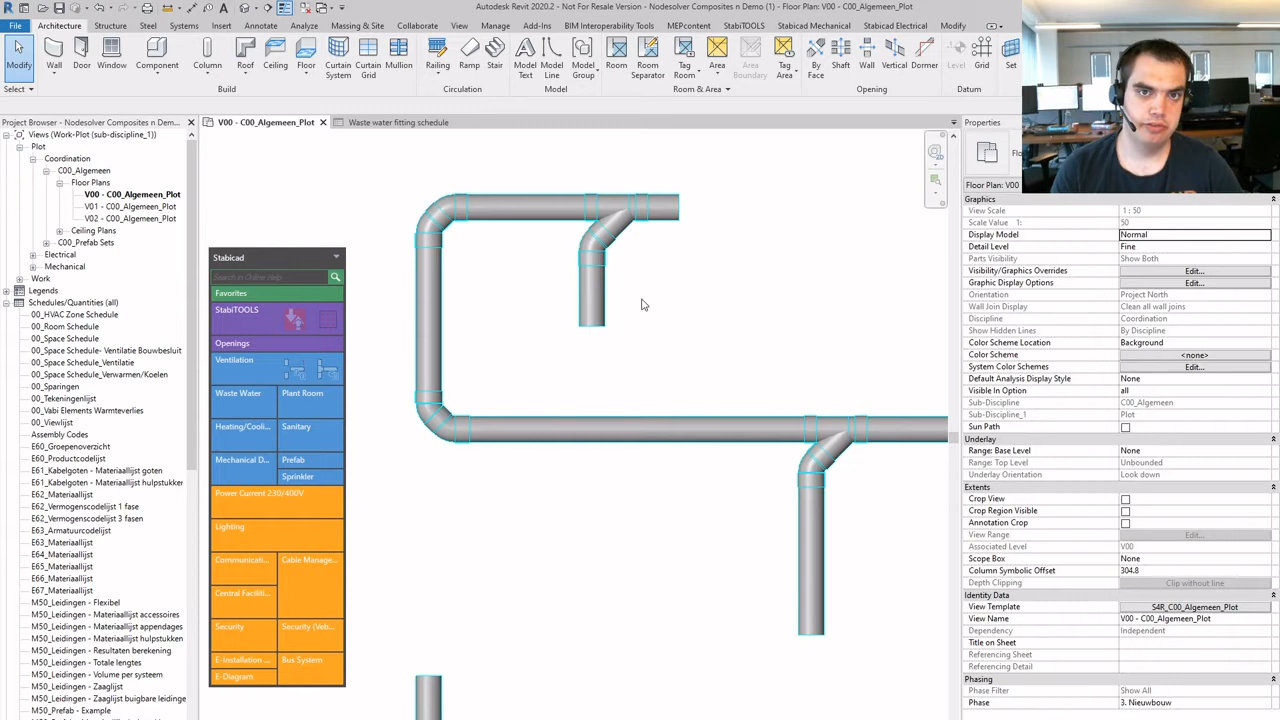 Autodesk Revit 2020.2 - Not For Resale Version - Nodesolver Composites n Demo (1) - Floor Plan: V00 - C00_Algemeen_Plot
File Architecture Structure Steel Systems Insert Annotate Analyze Massing & Site Collaborate View Manage Add-Ins BIM Interoperability Tools MEPcontent StabiTOOLS Stabicad Mechanical Stabicad Electrical Modify
Modify Wall Door Window Component Column Roof Ceiling Floor Curtain System Curtain Grid Mullion Railing Ramp Stair Model Text Model Line Model Group Room Room Separator Tag Room Area Area Boundary Tag Area By Face Shaft Wall Vertical Dormer Level Grid Set
Select Build Circulation Model Room & Area Opening Datum
Project Browser - Nodesolver Composites n Dem...
V00 - C00_Algemeen_Plot
Waste water fitting schedule
Properties
Views (Work-Plot (sub-discipline_1))
Plot
Coordination
C00_Algemeen
Floor Plans
V00 - C00_Algemeen_Plot
V01 - C00_Algemeen_Plot
V02 - C00_Algemeen_Plot
Ceiling Plans
C00_Prefab Sets
Electrical
Mechanical
Work
Legends
Schedules/Quantities (all)
00_HVAC Zone Schedule
00_Room Schedule
00_Space Schedule
00_Space Schedule- Ventilatie Bouwbesluit
00_Space Schedule_Ventilatie
00_Space Schedule_Verwarmen/Koelen
00_Sparingen
00_Tekeningenlijst
00_Vabi Elements Warmteverlies
00_Viewlijst
Assembly Codes
E60_Groepenoverzicht
E60_Productcodelijst
E61_Kabelgoten - Materiaallijst goten
E61_Kabelgoten - Materiaallijst hulpstukken
E62_Materiaallijst
E62_Vermogenscodelijst 1 fase
E62_Vermogenscodelijst 3 fasen
E63_Armatuurcodelijst
E63_Materiaallijst
E64_Materiaallijst
E65_Materiaallijst
E66_Materiaallijst
E67_Materiaallijst
M50_Leidingen - Flexibel
M50_Leidingen - Materiaallijst accessoires
M50_Leidingen - Materiaallijst appendages
M50_Leidingen - Materiaallijst hulpstukken
M50_Leidingen - Resultaten berekening
M50_Leidingen - Totale lengtes
M50_Leidingen - Volume per systeem
M50_Leidingen - Zaaglijst
M50_Leidingen - Zaaglijst buigbare leidinge
M50_Prefab - Example
Stabicad
Search in Online Help
Favorites
StabiTOOLS
Openings
Ventilation
Waste Water Plant Room
Heating/Cooli... Sanitary
Mechanical D... Prefab
Sprinkler
Power Current 230/400V
Lighting
Communicati... Cable Manage...
Central Faciliti...
Security Security (Veb...
E-Installation ... Bus System
E-Diagram
Floor Plan: V00
Graphics
View Scale 1 : 50
Scale Value 1: 50
Display Model Normal
Detail Level Fine
Parts Visibility Show Both
Visibility/Graphics Overrides Edit...
Graphic Display Options Edit...
Orientation Project North
Wall Join Display Clean all wall joins
Discipline Coordination
Show Hidden Lines By Discipline
Color Scheme Location Background
Color Scheme <none>
System Color Schemes Edit...
Default Analysis Display Style None
Visible In Option all
Sub-Discipline C00_Algemeen
Sub-Discipline_1 Plot
Sun Path
Underlay
Range: Base Level None
Range: Top Level Unbounded
Underlay Orientation Look down
Extents
Crop View
Crop Region Visible
Annotation Crop
View Range Edit...
Associated Level V00
Scope Box None
Column Symbolic Offset 304.8
Depth Clipping Clip without line
Identity Data
View Template S4R_C00_Algemeen_Plot
View Name V00 - C00_Algemeen_Plot
Dependency Independent
Title on Sheet
Referencing Sheet
Referencing Detail
Phasing
Phase Filter Show All
Phase 3. Nieuwbouw